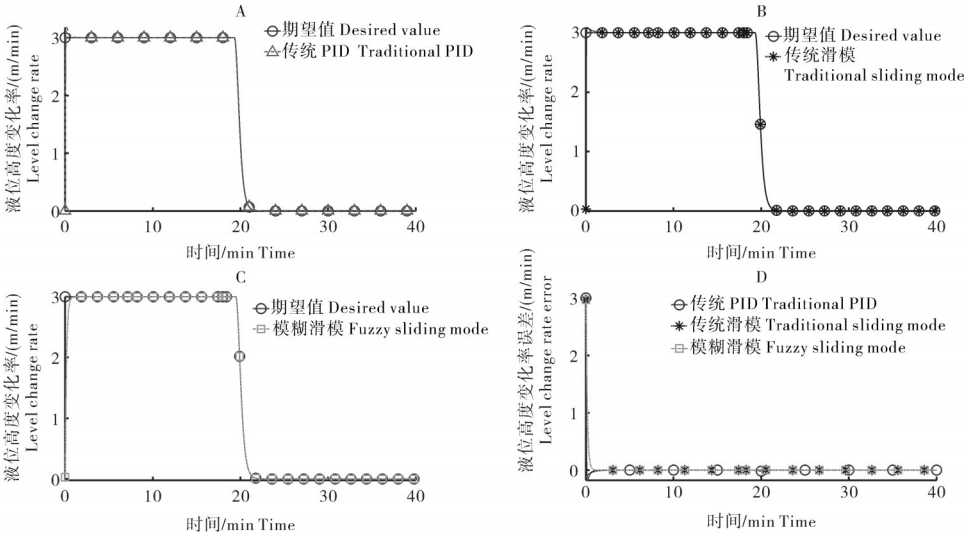 A
期望值 Desired value
传统 PID Traditional PID
液位高度变化率/(m/min)
Level change rate
3
2
1
0
0 10 20 30 40
时间/min Time
B
期望值 Desired value
传统滑模
Traditional sliding mode
液位高度变化率/(m/min)
Level change rate
3
2
1
0
0 10 20 30 40
时间/min Time
C
期望值 Desired value
模糊滑模 Fuzzy sliding mode
液位高度变化率/(m/min)
Level change rate
3
2
1
0
0 10 20 30 40
时间/min Time
D
传统 PID Traditional PID
传统滑模 Traditional sliding mode
模糊滑模 Fuzzy sliding mode
液位高度变化率误差/(m/min)
Level change rate error
3
2
1
0
0 10 20 30 40
时间/min Time